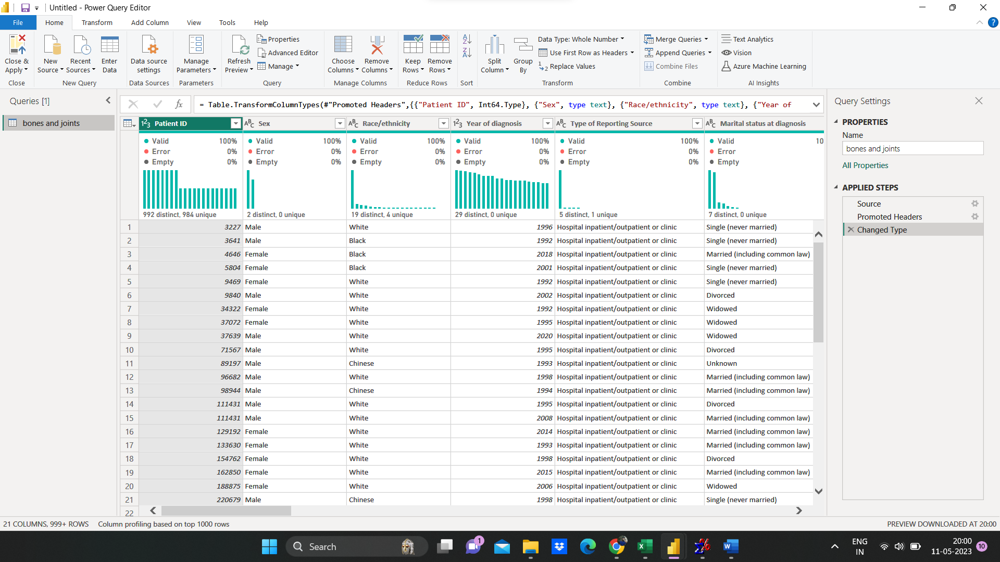 Untitled - Power Query Editor
File Home Transform Add Column View Tools Help
Close & Apply
Close
New Source
Recent Sources
Enter Data
New Query
Data source settings
Data Sources
Manage Parameters
Parameters
Refresh Preview
Properties
Advanced Editor
Manage
Query
Choose Columns
Remove Columns
Manage Columns
Keep Rows
Remove Rows
Reduce Rows
Sort
Split Column
Group By
Data Type: Whole Number
Use First Row as Headers
Replace Values
Transform
Merge Queries
Append Queries
Combine Files
Combine
Text Analytics
Vision
Azure Machine Learning
AI Insights
Queries [1]
bones and joints
fx = Table.TransformColumnTypes(#"Promoted Headers",{{"Patient ID", Int64.Type}, {"Sex", type text}, {"Race/ethnicity", type text}, {"Year of
Patient ID Sex Race/ethnicity Year of diagnosis Type of Reporting Source Marital status at diagnosis
Valid 100% Valid 100% Valid 100% Valid 100% Valid 100% Valid 10
Error 0% Error 0% Error 0% Error 0% Error 0% Error
Empty 0% Empty 0% Empty 0% Empty 0% Empty 0% Empty
992 distinct, 984 unique 2 distinct, 0 unique 19 distinct, 4 unique 29 distinct, 0 unique 5 distinct, 1 unique 7 distinct, 0 unique
1 3227 Male White 1996 Hospital inpatient/outpatient or clinic Single (never married)
2 3641 Male Black 1992 Hospital inpatient/outpatient or clinic Single (never married)
3 4646 Female Black 2018 Hospital inpatient/outpatient or clinic Married (including common law)
4 5804 Female Black 2001 Hospital inpatient/outpatient or clinic Single (never married)
5 9469 Female White 1992 Hospital inpatient/outpatient or clinic Single (never married)
6 9840 Male White 2002 Hospital inpatient/outpatient or clinic Divorced
7 34322 Female White 1992 Hospital inpatient/outpatient or clinic Widowed
8 37072 Female White 1995 Hospital inpatient/outpatient or clinic Widowed
9 37639 Male White 2020 Hospital inpatient/outpatient or clinic Widowed
10 71567 Male White 1995 Hospital inpatient/outpatient or clinic Divorced
11 89197 Male Chinese 1993 Hospital inpatient/outpatient or clinic Unknown
12 96682 Male White 1998 Hospital inpatient/outpatient or clinic Married (including common law)
13 98944 Male Chinese 1994 Hospital inpatient/outpatient or clinic Married (including common law)
14 111431 Male White 1995 Hospital inpatient/outpatient or clinic Divorced
15 111431 Male White 2008 Hospital inpatient/outpatient or clinic Married (including common law)
16 129192 Female White 2014 Hospital inpatient/outpatient or clinic Married (including common law)
17 133630 Female White 1993 Hospital inpatient/outpatient or clinic Married (including common law)
18 154762 Female White 1998 Hospital inpatient/outpatient or clinic Divorced
19 162850 Female White 2015 Hospital inpatient/outpatient or clinic Married (including common law)
20 188875 Female White 2006 Hospital inpatient/outpatient or clinic Widowed
21 220679 Male Chinese 1998 Hospital inpatient/outpatient or clinic Single (never married)
22
Query Settings
PROPERTIES
Name
bones and joints
All Properties
APPLIED STEPS
Source
Promoted Headers
Changed Type
21 COLUMNS, 999+ ROWS Column profiling based on top 1000 rows
PREVIEW DOWNLOADED AT 20:00
Search
1
ENG
IN
20:00
11-05-2023
10